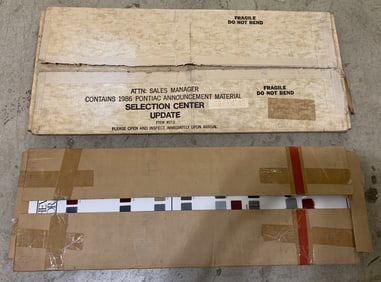 FRAGILE
DO NOT BEND
ATTN: SALES MANAGER
CONTAINS 1986 PONTIAC ANNOUNCEMENT MATERIAL
SELECTION CENTER
UPDATE
PLEASE OPEN AND INSPECT IMMEDIATELY UPON ARRIVAL
FRAGILE
DO NOT BEND